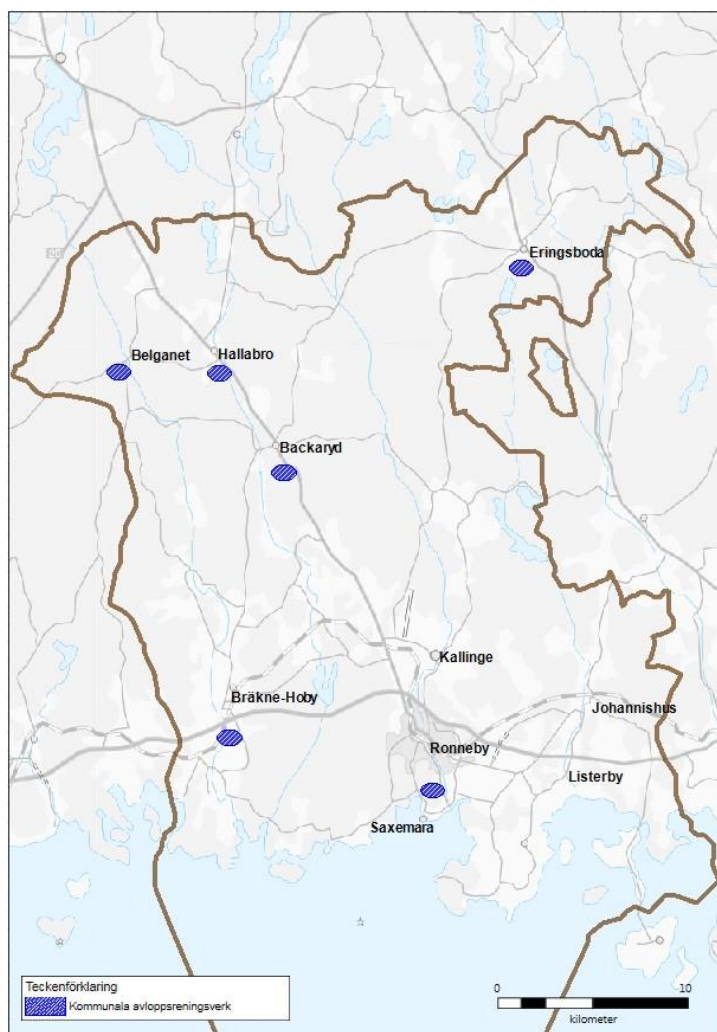 Eringsboda
Belganet
Hallabro
Backaryd
Kallinge
Bräkne-Hoby
Johannishus
Ronneby
Listerby
Saxemara
Teckenförklaring
Kommunala avloppsreningsverk
0 10
kilometer